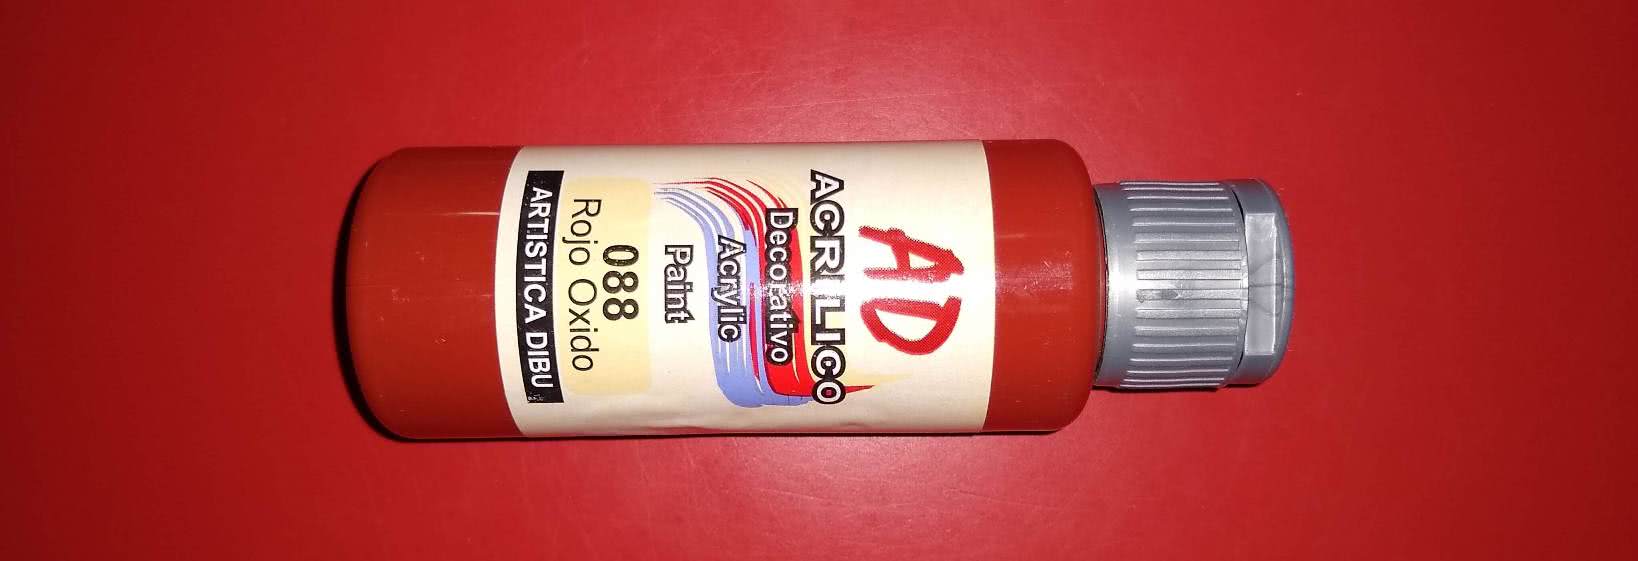 AD
ACRILICO
Decorativo
Acrylic
Paint
088
Rojo Oxido
ARTISTICA DIBU